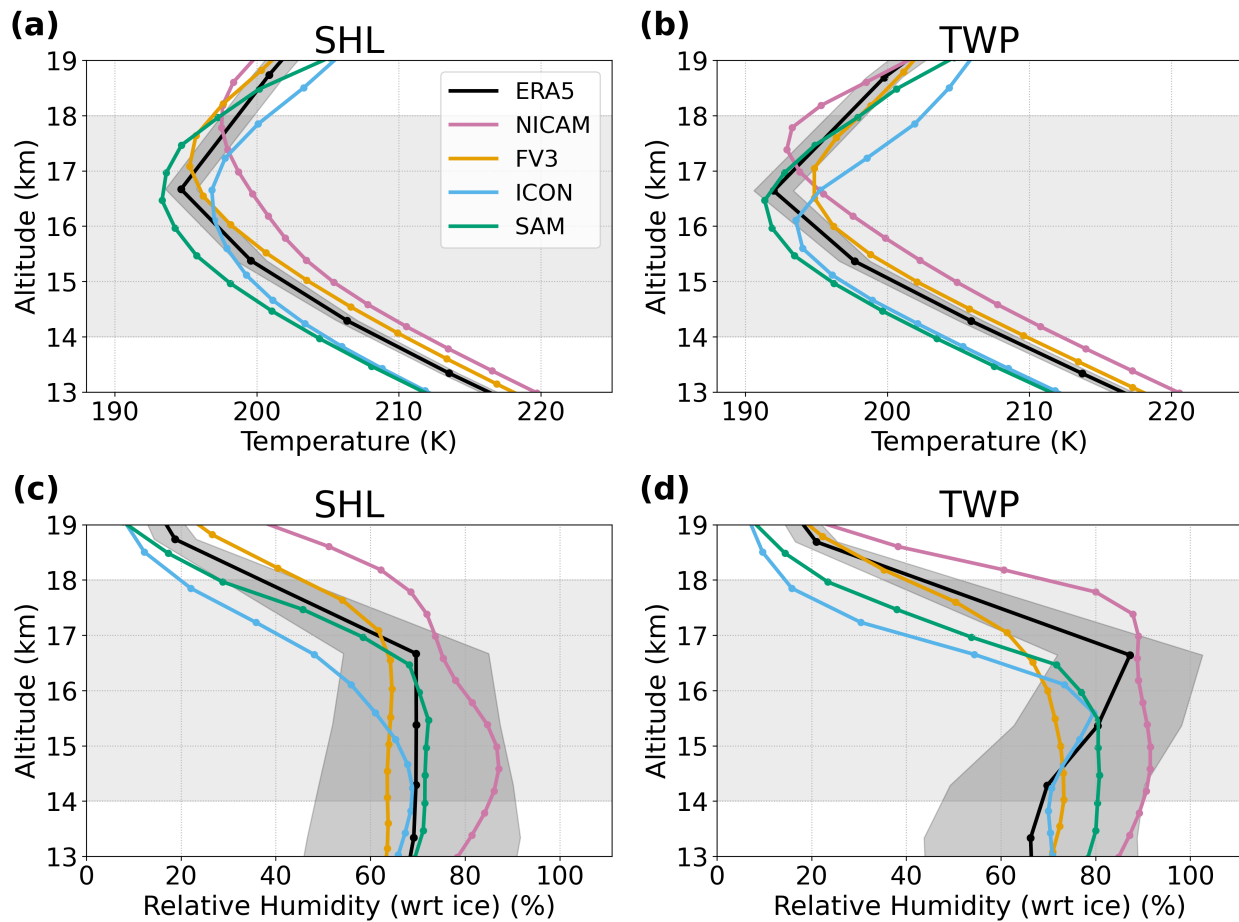 (a)
SHL
19
18
17
16
15
14
13
Altitude (km)
190
200
210
220
Temperature (K)
ERA5
NICAM
FV3
ICON
SAM
(b)
TWP
19
18
17
16
15
14
13
Altitude (km)
190
200
210
220
Temperature (K)
(c)
SHL
19
18
17
16
15
14
13
Altitude (km)
0
20
40
60
80
100
Relative Humidity (wrt ice) (%)
(d)
TWP
19
18
17
16
15
14
13
Altitude (km)
0
20
40
60
80
100
Relative Humidity (wrt ice) (%)